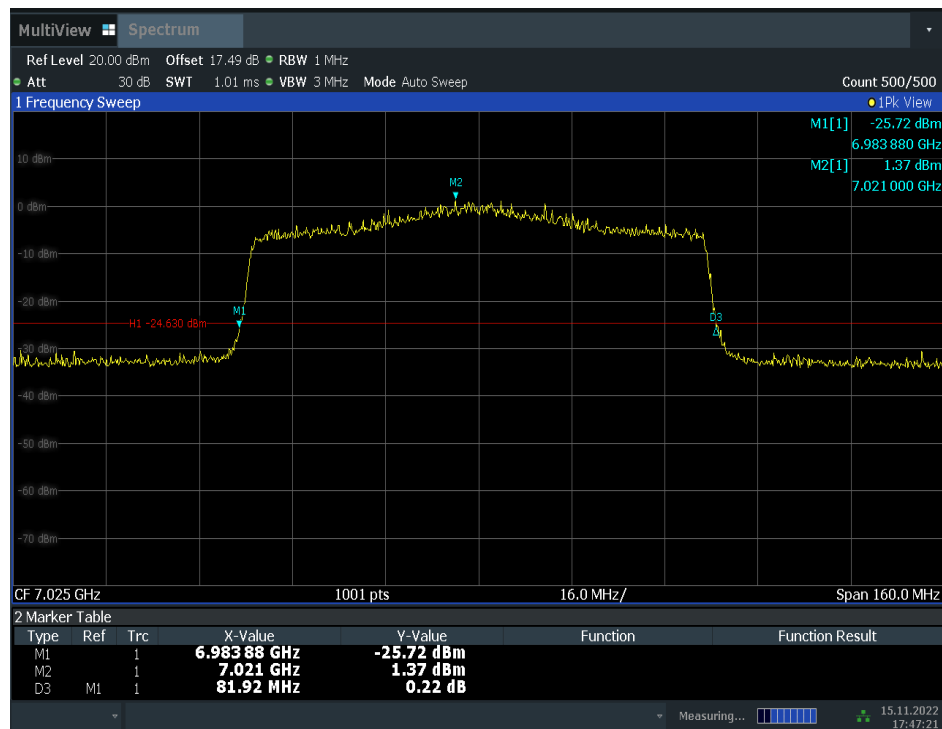 MultiView Spectrum
Ref Level 20.00 dBm Offset 17.49 dB RBW 1 MHz
Att 30 dB SWT 1.01 ms VBW 3 MHz Mode Auto Sweep Count 500/500
1 Frequency Sweep 1Pk View
M1[1] -25.72 dBm
6.983 880 GHz
M2[1] 1.37 dBm
7.021 000 GHz
10 dBm
M2
0 dBm
-10 dBm
-20 dBm
M1
D3
H1 -24.630 dBm
-30 dBm
-40 dBm
-50 dBm
-60 dBm
-70 dBm
CF 7.025 GHz 1001 pts 16.0 MHz/ Span 160.0 MHz
2 Marker Table
Type Ref Trc X-Value Y-Value Function Function Result
M1 1 6.983 88 GHz -25.72 dBm
M2 1 7.021 GHz 1.37 dBm
D3 M1 1 81.92 MHz 0.22 dB
Measuring... 15.11.2022
17:47:21